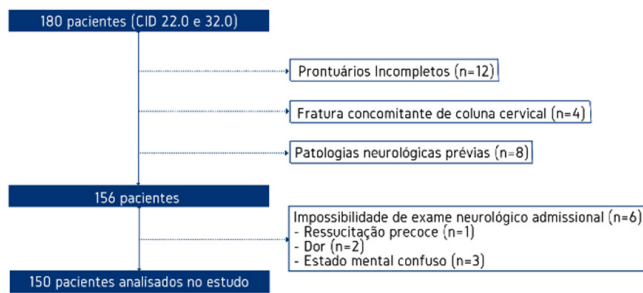 180 pacientes (CID 22.0 e 32.0)
Prontuários Incompletos (n=12)
Fratura concomitante de coluna cervical (n=4)
Patologias neurológicas prévias (n=8)
156 pacientes
Impossibilidade de exame neurológico admissional (n=6)
- Ressucitação precoce (n=1)
- Dor (n=2)
- Estado mental confuso (n=3)
150 pacientes analisados no estudo